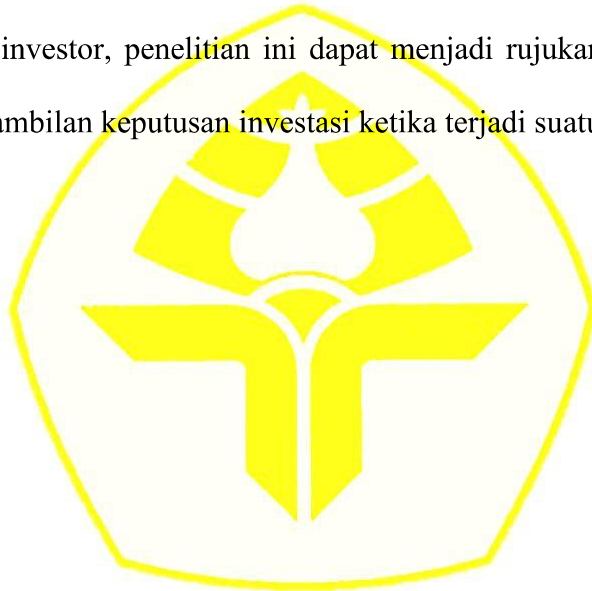 investor, penelitian ini dapat menjadi rujukan
ambilan keputusan investasi ketika terjadi suatu